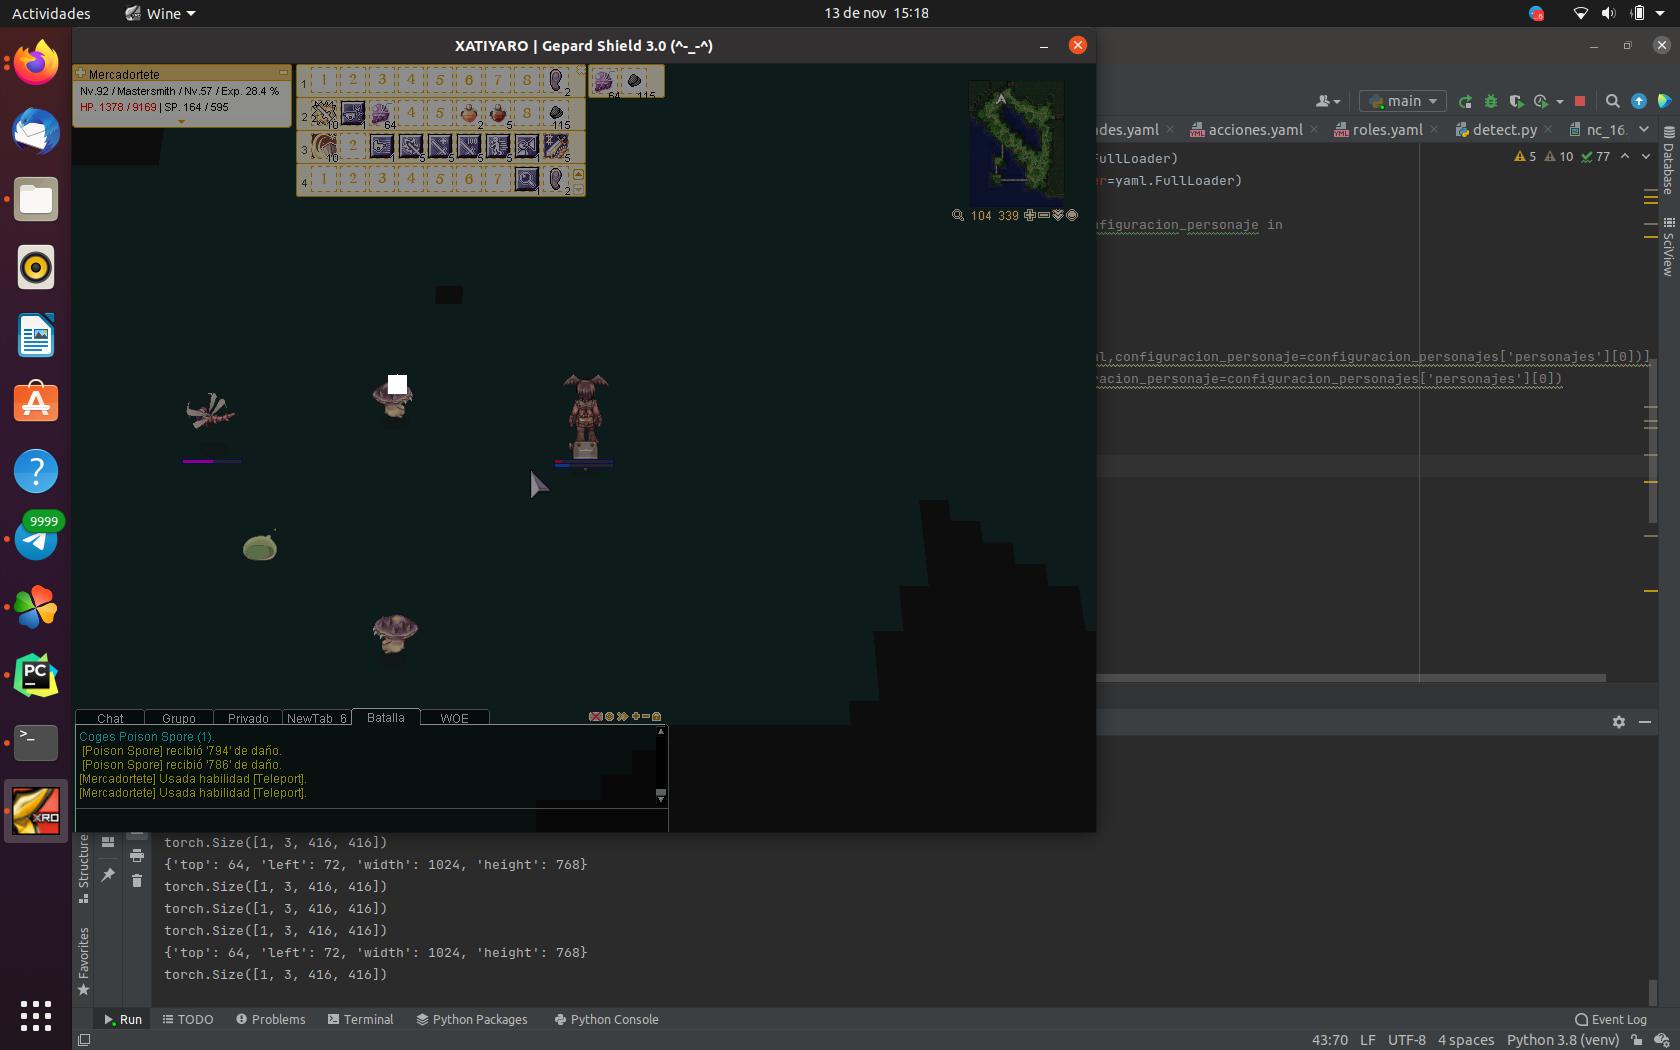 Actividades
Wine
13 de nov 15:18
XATIYARO | Gepard Shield 3.0 (^-_-^)
Mercadortete
Nv.92 / Mastersmith / Nv.57 / Exp. 28.4 %
HP. 1378 / 9169 | SP. 164 / 595
1 1 2 3 4 5 6 7 8 2
64 115
2 10 1 64 4 2 5 8 115
3 10 2 1 5 5 5 5 1 5
4 1 2 3 4 5 6 7 1 2
104 339
main
des.yaml
acciones.yaml
roles.yaml
detect.py
nc_16.
5 10 77
FullLoader)
r=yaml.FullLoader)
figuracion_personaje in
l,configuracion_personaje=configuracion_personajes['personajes'][0])]
racion_personaje=configuracion_personajes['personajes'][0])
Database
SciView
9999
PC
>_
XRO
Chat
Grupo
Privado
NewTab 6
Batalla
WOE
Coges Poison Spore (1).
[Poison Spore] recibió '794' de daño.
[Poison Spore] recibió '786' de daño.
[Mercadortete] Usada habilidad [Teleport].
[Mercadortete] Usada habilidad [Teleport].
Structure
Favorites
torch.Size([1, 3, 416, 416])
{'top': 64, 'left': 72, 'width': 1024, 'height': 768}
torch.Size([1, 3, 416, 416])
torch.Size([1, 3, 416, 416])
torch.Size([1, 3, 416, 416])
{'top': 64, 'left': 72, 'width': 1024, 'height': 768}
torch.Size([1, 3, 416, 416])
Run
TODO
Problems
Terminal
Python Packages
Python Console
Event Log
43:70 LF UTF-8 4 spaces Python 3.8 (venv)